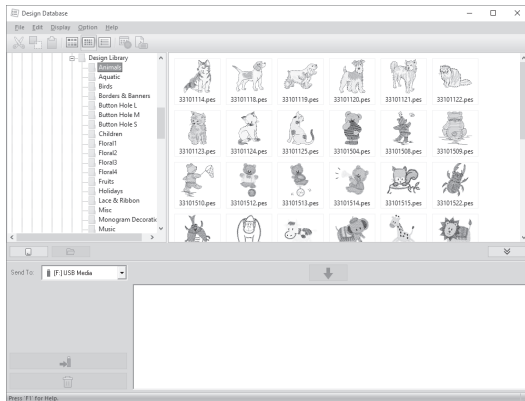 Design Database
File Edit Display Option Help
Design Library
Animals
Aquatic
Birds
Borders & Banners
Button Hole L
Button Hole M
Button Hole S
Children
Floral1
Floral2
Floral3
Floral4
Fruits
Holidays
Lace & Ribbon
Misc
Monogram Decoratic
Music
33101114.pes 33101118.pes 33101119.pes 33101120.pes 33101121.pes 33101122.pes
33101123.pes 33101124.pes 33101125.pes 33101504.pes 33101508.pes 33101509.pes
33101510.pes 33101512.pes 33101513.pes 33101514.pes 33101515.pes 33101522.pes
Send To: [F:] USB Media
Press 'F1' for Help.